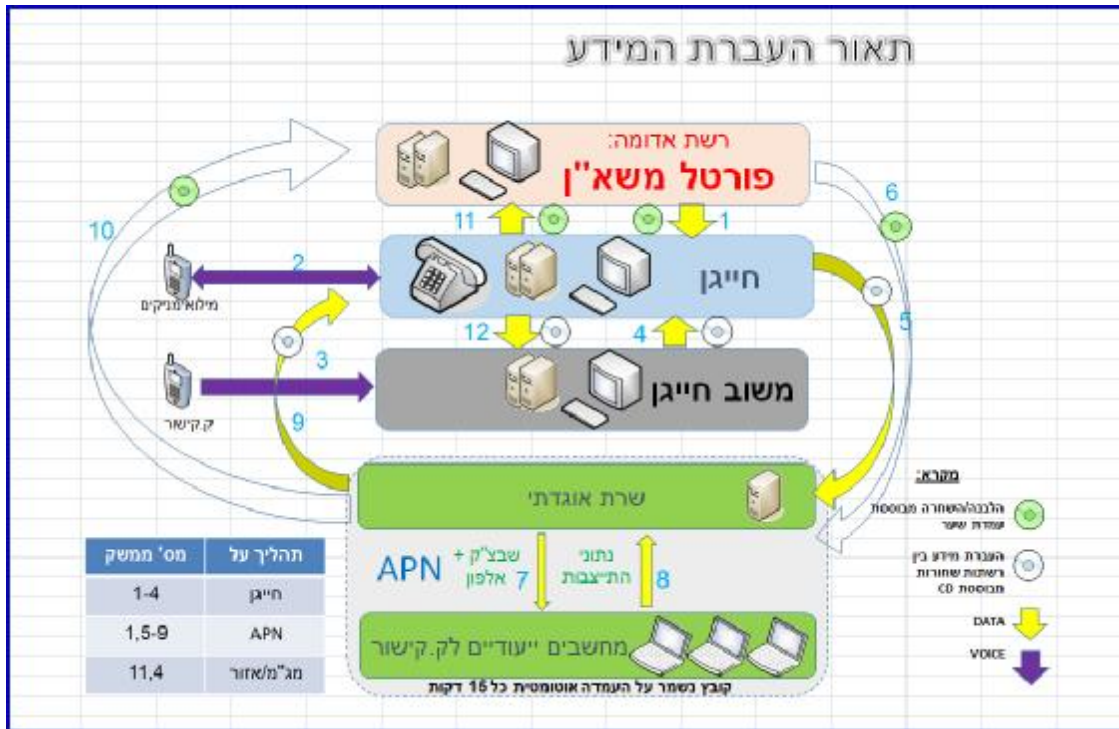 תאור העברת המידע
רשת אדומה:
פורטל משא"ן
6
10
11
1
2
חייגן
מילואימניקים
5
12
4
3
משוב חייגן
ק.קישור
9
שרת אוגדתי
מקרא:
הלבנה/השחרה מבוססת
עמדת שער
העברת מידע בין
רשתות שחורות
מבוססת CD
DATA
VOICE
תהליך על
מס' ממשק
חייגן
1-4
APN
1,5-9
מג"מ/אזור
11,4
APN
שבצ"ק +
אלפון
7
נתוני
התייצבות
8
מחשבים ייעודיים לק.קישור
קובץ נשמר על העמדה אוטומטית כל 15 דקות